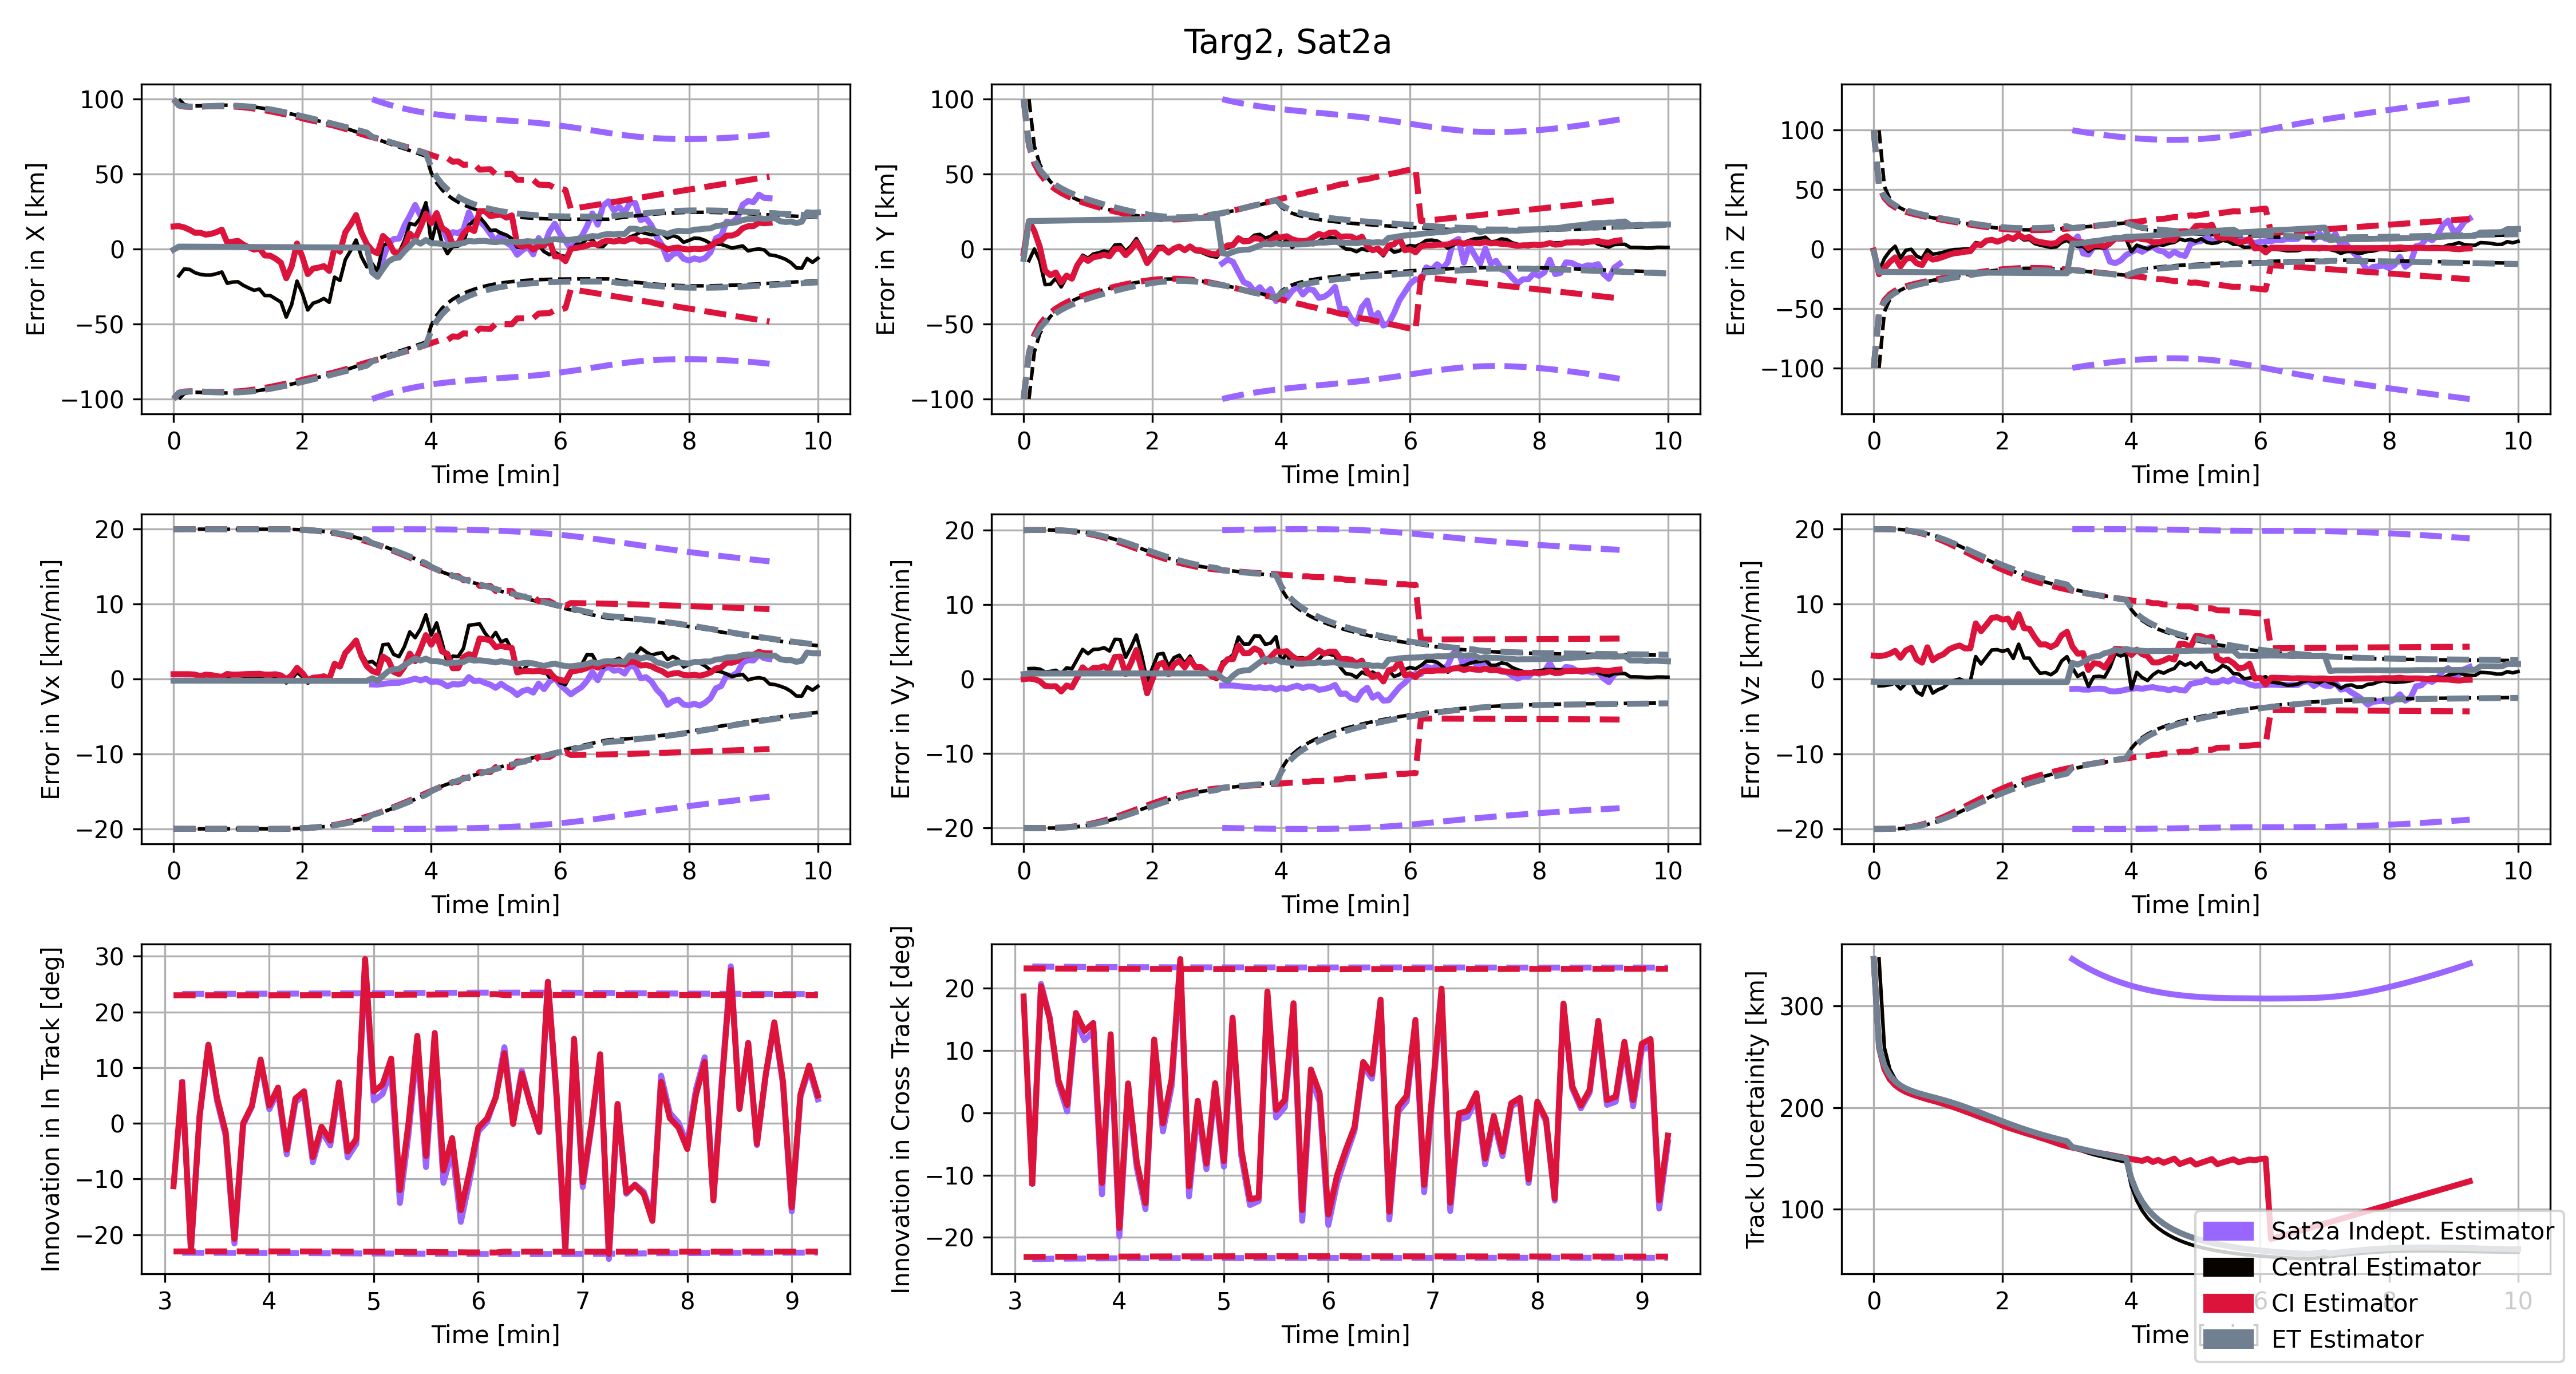 Targ2, Sat2a
Error in X [km]
100
50
0
−50
−100
0 2 4 6 8 10
Time [min]
Error in Y [km]
100
50
0
−50
−100
0 2 4 6 8 10
Time [min]
Error in Z [km]
100
50
0
−50
−100
0 2 4 6 8 10
Time [min]
Error in Vx [km/min]
20
10
0
−10
−20
0 2 4 6 8 10
Time [min]
Error in Vy [km/min]
20
10
0
−10
−20
0 2 4 6 8 10
Time [min]
Error in Vz [km/min]
20
10
0
−10
−20
0 2 4 6 8 10
Time [min]
Innovation in In Track [deg]
30
20
10
0
−10
−20
3 4 5 6 7 8 9
Time [min]
Innovation in Cross Track [deg]
20
10
0
−10
−20
3 4 5 6 7 8 9
Time [min]
Track Uncertainity [km]
300
200
100
0 2 4 6 8 10
Time
Sat2a Indept. Estimator
Central Estimator
CI Estimator
ET Estimator